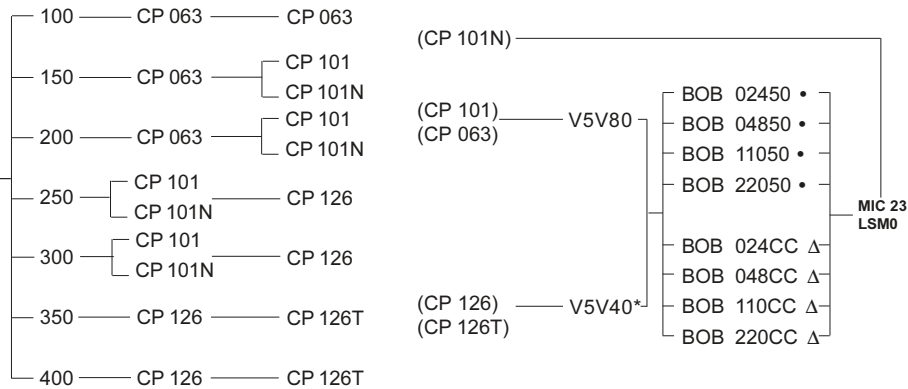 100 CP 063 CP 063
150 CP 063 CP 101
CP 101N
200 CP 063 CP 101
CP 101N
250 CP 101
CP 101N
CP 126
300 CP 101
CP 101N
CP 126
350 CP 126 CP 126T
400 CP 126 CP 126T
(CP 101N)
(CP 101)
(CP 063)
V5V80
(CP 126)
(CP 126T)
V5V40*
BOB 02450 •
BOB 04850 •
BOB 11050 •
BOB 22050 •
BOB 024CC Δ
BOB 048CC Δ
BOB 110CC Δ
BOB 220CC Δ
MIC 23
LSM0